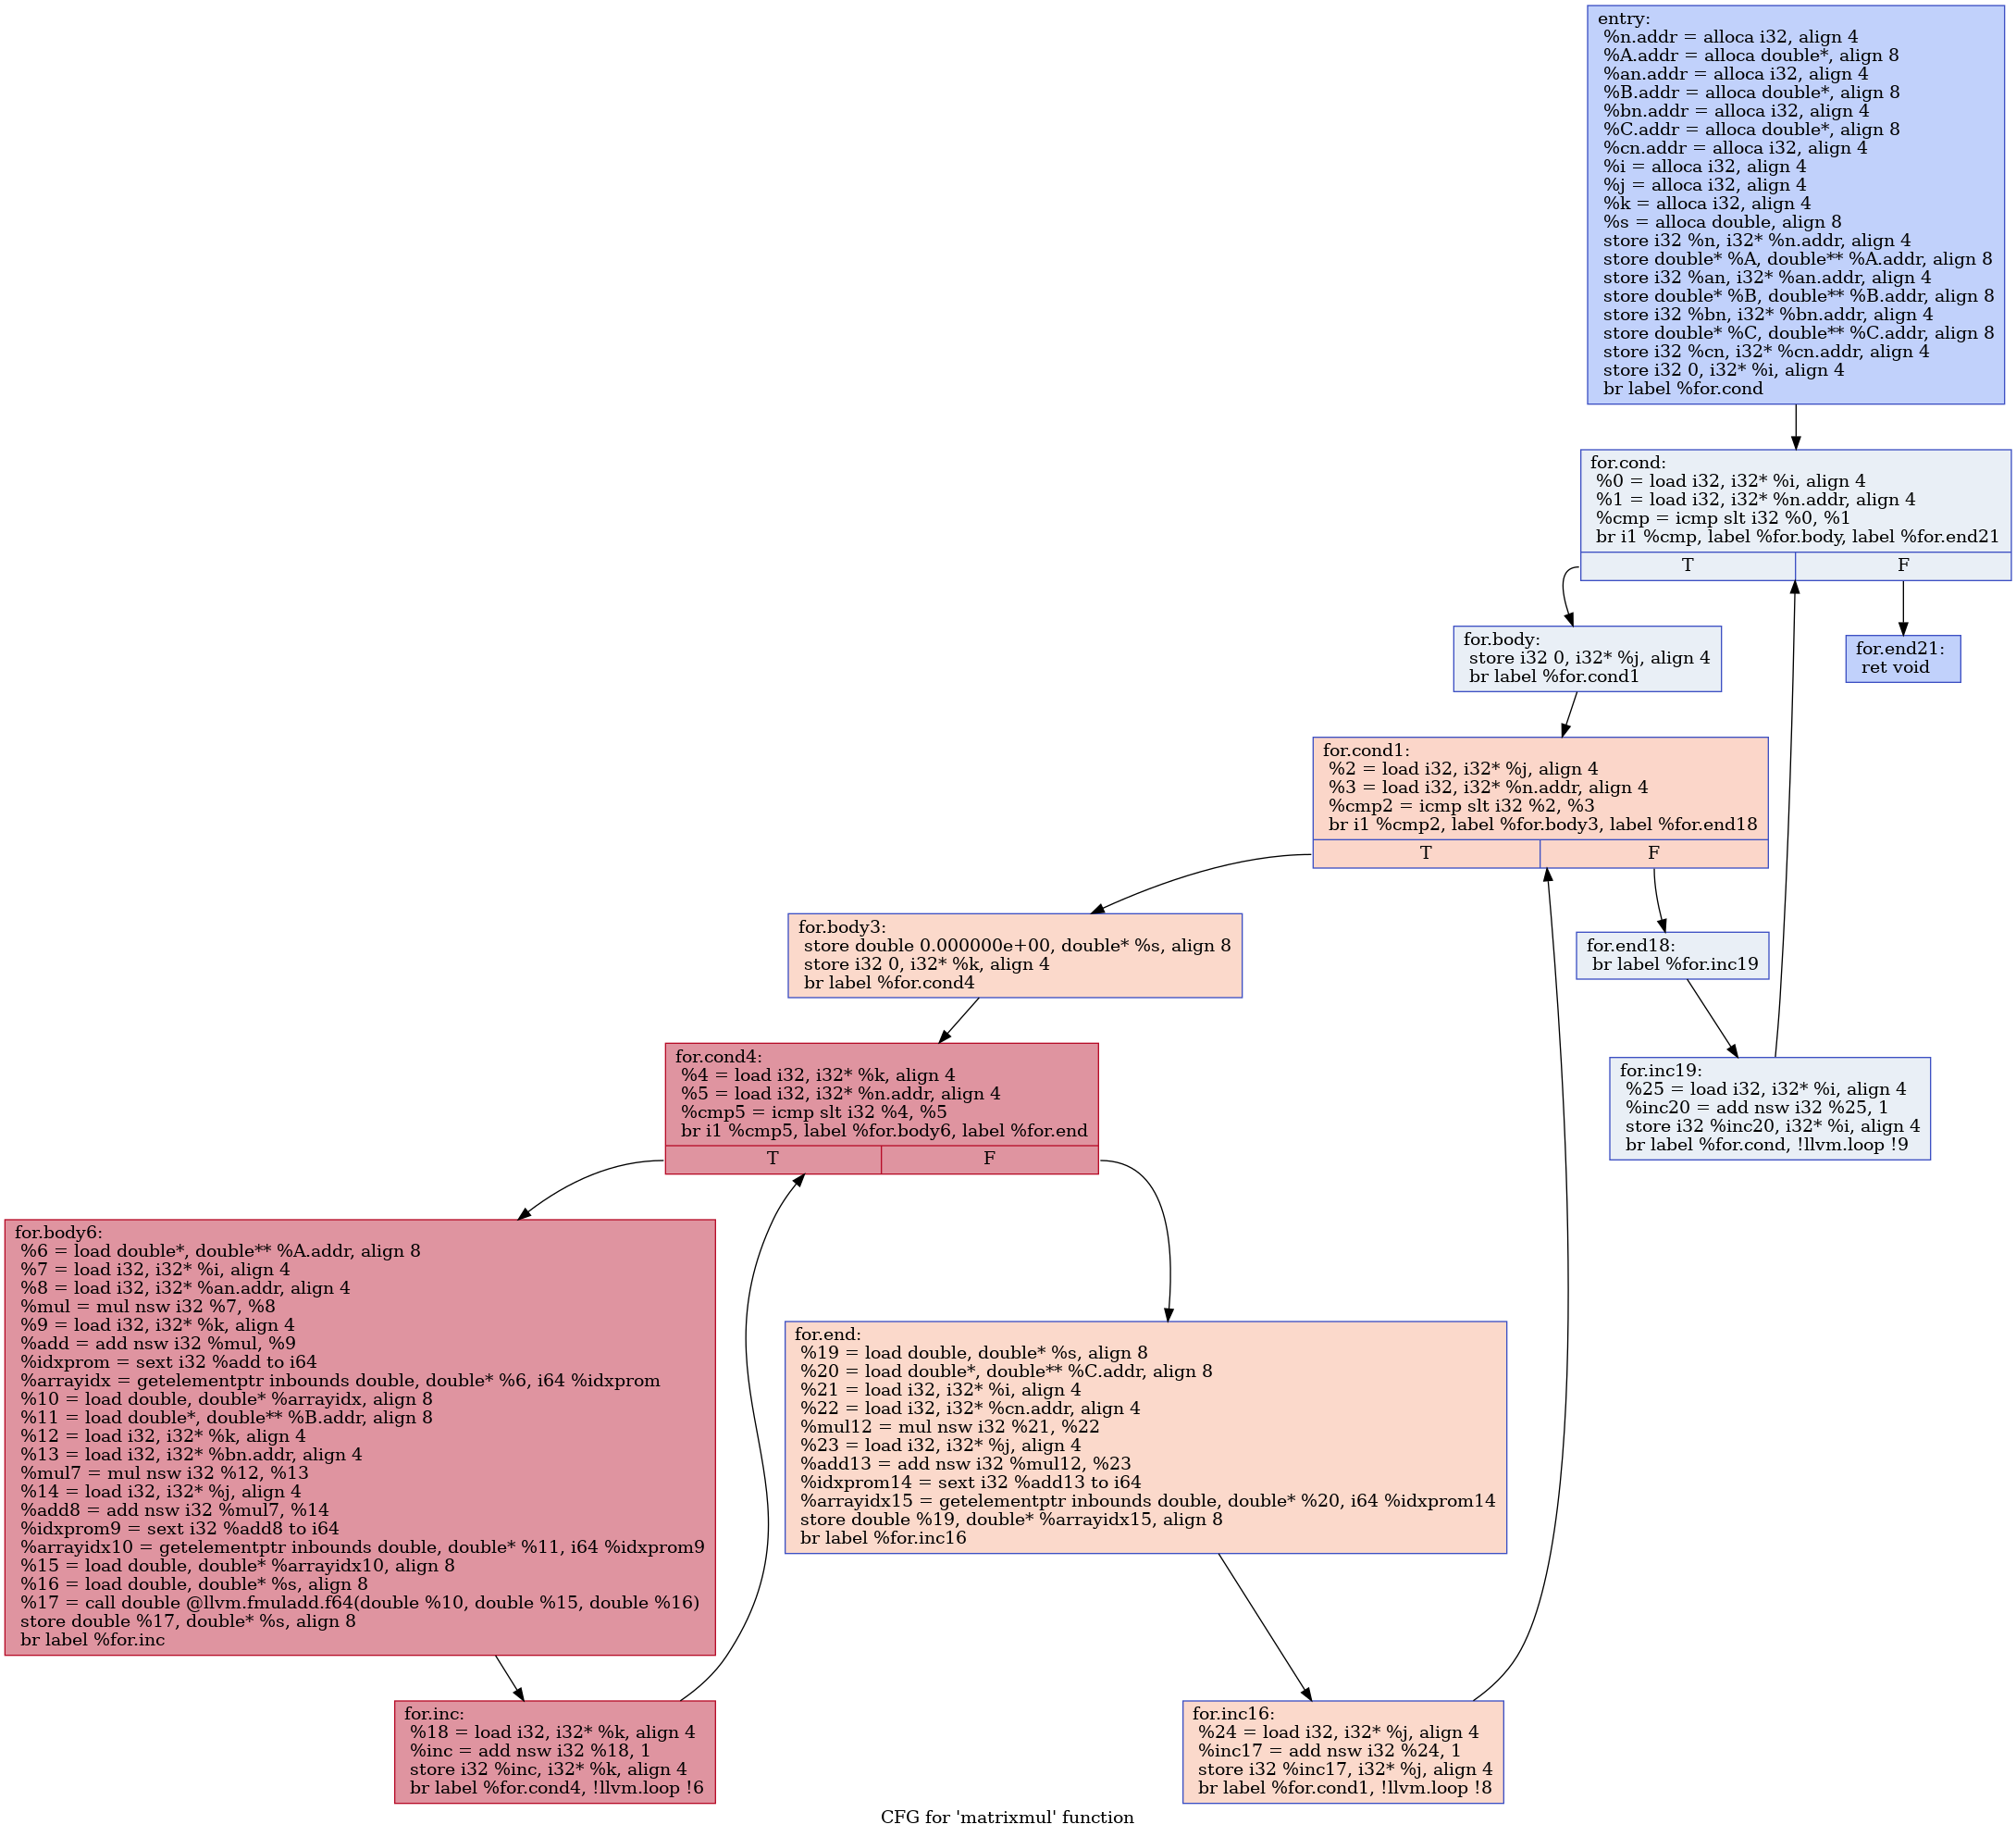 entry:
%n.addr = alloca i32, align 4
%A.addr = alloca double*, align 8
%an.addr = alloca i32, align 4
%B.addr = alloca double*, align 8
%bn.addr = alloca i32, align 4
%C.addr = alloca double*, align 8
%cn.addr = alloca i32, align 4
%i = alloca i32, align 4
%j = alloca i32, align 4
%k = alloca i32, align 4
%s = alloca double, align 8
store i32 %n, i32* %n.addr, align 4
store double* %A, double** %A.addr, align 8
store i32 %an, i32* %an.addr, align 4
store double* %B, double** %B.addr, align 8
store i32 %bn, i32* %bn.addr, align 4
store double* %C, double** %C.addr, align 8
store i32 %cn, i32* %cn.addr, align 4
store i32 0, i32* %i, align 4
br label %for.cond
for.cond:
%0 = load i32, i32* %i, align 4
%1 = load i32, i32* %n.addr, align 4
%cmp = icmp slt i32 %0, %1
br i1 %cmp, label %for.body, label %for.end21
T F
for.body:
store i32 0, i32* %j, align 4
br label %for.cond1
for.end21:
ret void
for.cond1:
%2 = load i32, i32* %j, align 4
%3 = load i32, i32* %n.addr, align 4
%cmp2 = icmp slt i32 %2, %3
br i1 %cmp2, label %for.body3, label %for.end18
T F
for.body3:
store double 0.000000e+00, double* %s, align 8
store i32 0, i32* %k, align 4
br label %for.cond4
for.end18:
br label %for.inc19
for.cond4:
%4 = load i32, i32* %k, align 4
%5 = load i32, i32* %n.addr, align 4
%cmp5 = icmp slt i32 %4, %5
br i1 %cmp5, label %for.body6, label %for.end
T F
for.inc19:
%25 = load i32, i32* %i, align 4
%inc20 = add nsw i32 %25, 1
store i32 %inc20, i32* %i, align 4
br label %for.cond, !llvm.loop !9
for.body6:
%6 = load double*, double** %A.addr, align 8
%7 = load i32, i32* %i, align 4
%8 = load i32, i32* %an.addr, align 4
%mul = mul nsw i32 %7, %8
%9 = load i32, i32* %k, align 4
%add = add nsw i32 %mul, %9
%idxprom = sext i32 %add to i64
%arrayidx = getelementptr inbounds double, double* %6, i64 %idxprom
%10 = load double, double* %arrayidx, align 8
%11 = load double*, double** %B.addr, align 8
%12 = load i32, i32* %k, align 4
%13 = load i32, i32* %bn.addr, align 4
%mul7 = mul nsw i32 %12, %13
%14 = load i32, i32* %j, align 4
%add8 = add nsw i32 %mul7, %14
%idxprom9 = sext i32 %add8 to i64
%arrayidx10 = getelementptr inbounds double, double* %11, i64 %idxprom9
%15 = load double, double* %arrayidx10, align 8
%16 = load double, double* %s, align 8
%17 = call double @llvm.fmuladd.f64(double %10, double %15, double %16)
store double %17, double* %s, align 8
br label %for.inc
for.end:
%19 = load double, double* %s, align 8
%20 = load double*, double** %C.addr, align 8
%21 = load i32, i32* %i, align 4
%22 = load i32, i32* %cn.addr, align 4
%mul12 = mul nsw i32 %21, %22
%23 = load i32, i32* %j, align 4
%add13 = add nsw i32 %mul12, %23
%idxprom14 = sext i32 %add13 to i64
%arrayidx15 = getelementptr inbounds double, double* %20, i64 %idxprom14
store double %19, double* %arrayidx15, align 8
br label %for.inc16
for.inc:
%18 = load i32, i32* %k, align 4
%inc = add nsw i32 %18, 1
store i32 %inc, i32* %k, align 4
br label %for.cond4, !llvm.loop !6
for.inc16:
%24 = load i32, i32* %j, align 4
%inc17 = add nsw i32 %24, 1
store i32 %inc17, i32* %j, align 4
br label %for.cond1, !llvm.loop !8
CFG for 'matrixmul' function